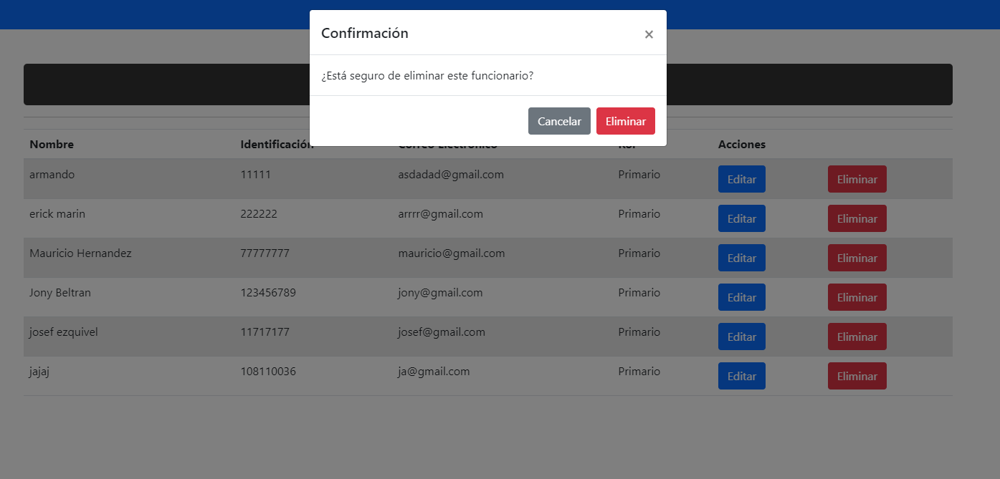 Confirmación ×
¿Está seguro de eliminar este funcionario?
Cancelar Eliminar
Nombre Identificación Correo Electrónico Rol Acciones
armando 11111 asdadad@gmail.com Primario Editar Eliminar
erick marin 222222 arrrr@gmail.com Primario Editar Eliminar
Mauricio Hernandez 77777777 mauricio@gmail.com Primario Editar Eliminar
Jony Beltran 123456789 jony@gmail.com Primario Editar Eliminar
josef ezquivel 11717177 josef@gmail.com Primario Editar Eliminar
jajaj 108110036 ja@gmail.com Primario Editar Eliminar